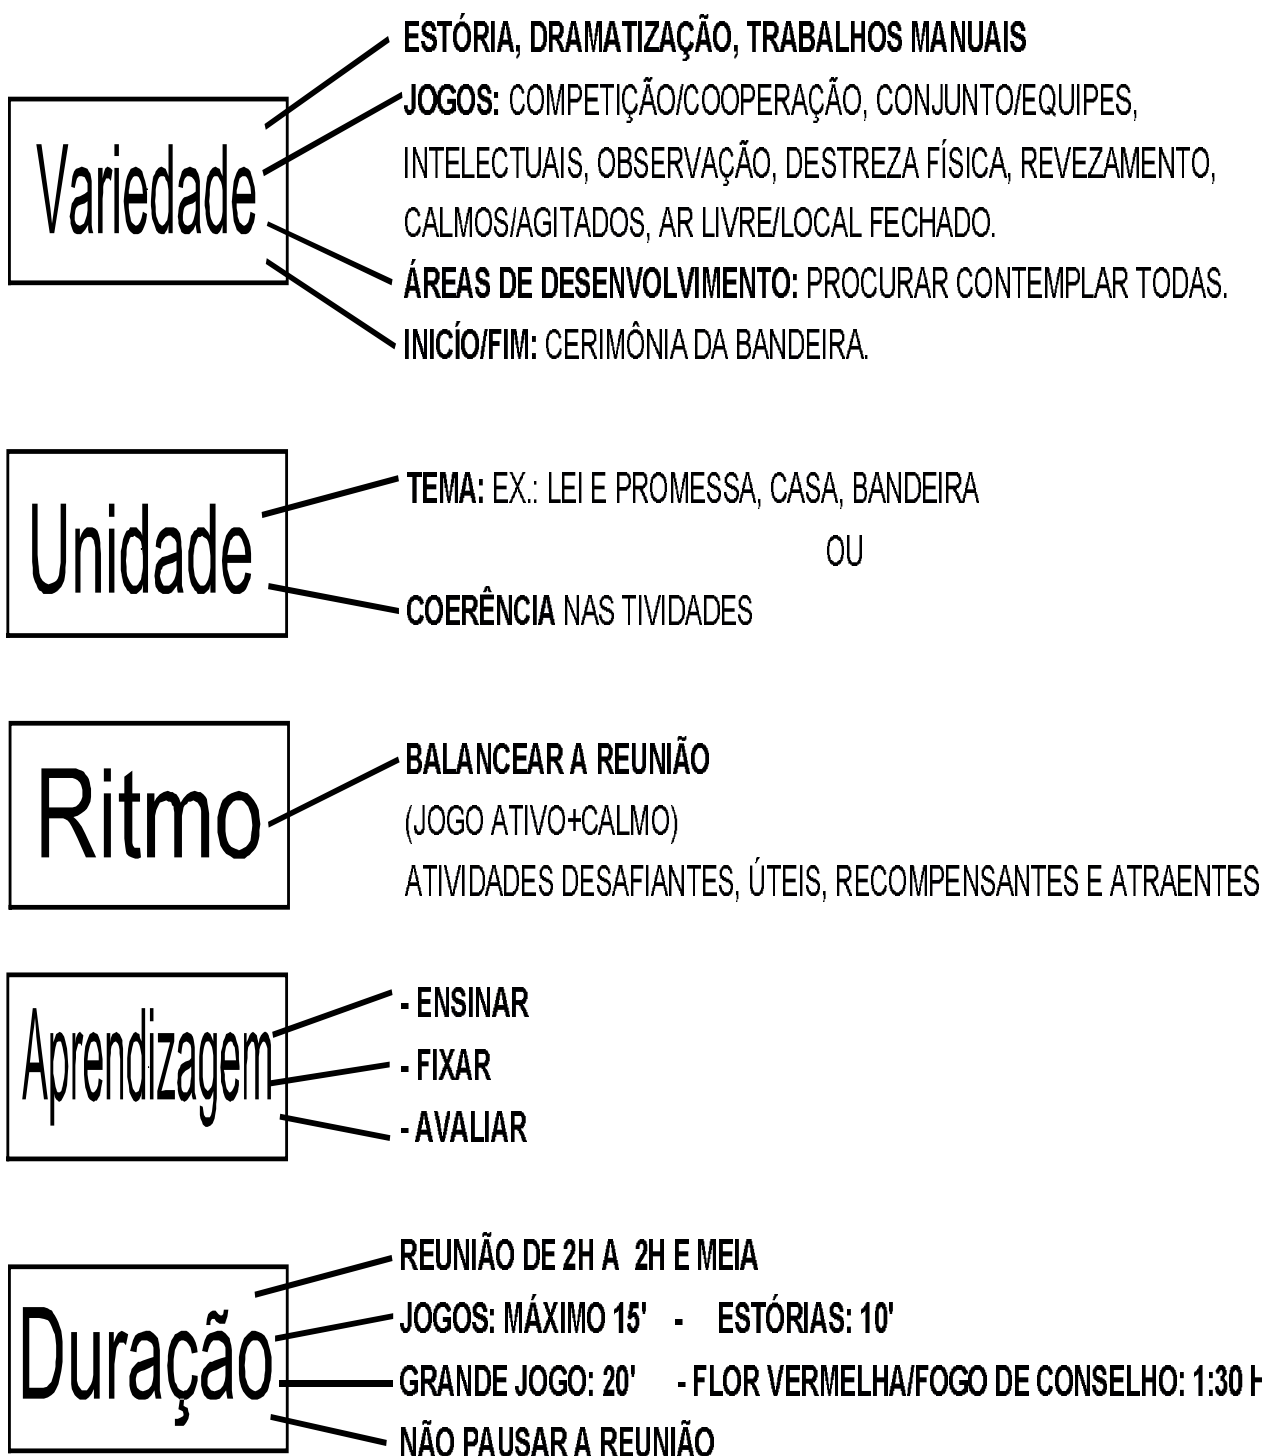 ESTÓRIA, DRAMATIZAÇÃO, TRABALHOS MANUAIS
Variedade
JOGOS: COMPETIÇÃO/COOPERAÇÃO, CONJUNTO/EQUIPES,
INTELECTUAIS, OBSERVAÇÃO, DESTREZA FÍSICA, REVEZAMENTO,
CALMOS/AGITADOS, AR LIVRE/LOCAL FECHADO.
ÁREAS DE DESENVOLVIMENTO: PROCURAR CONTEMPLAR TODAS.
INICÍO/FIM: CERIMÔNIA DA BANDEIRA.
Unidade
TEMA: EX.: LEI E PROMESSA, CASA, BANDEIRA
OU
COERÊNCIA NAS TIVIDADES
Ritmo
BALANCEAR A REUNIÃO
(JOGO ATIVO+CALMO)
ATIVIDADES DESAFIANTES, ÚTEIS, RECOMPENSANTES E ATRAENTES
Aprendizagem
- ENSINAR
- FIXAR
- AVALIAR
Duração
REUNIÃO DE 2H A 2H E MEIA
JOGOS: MÁXIMO 15' - ESTÓRIAS: 10'
GRANDE JOGO: 20' - FLOR VERMELHA/FOGO DE CONSELHO: 1:30 H
NÃO PAUSAR A REUNIÃO